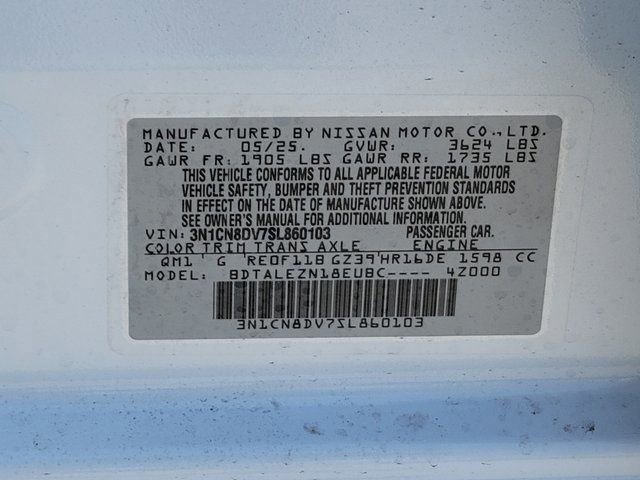 MANUFACTURED BY NISSAN MOTOR CO., LTD.
DATE: 05/25. GVWR: 3624 LBS
GAWR FR: 1905 LBS GAWR RR: 1735 LBS
THIS VEHICLE CONFORMS TO ALL APPLICABLE FEDERAL MOTOR
VEHICLE SAFETY, BUMPER AND THEFT PREVENTION STANDARDS
IN EFFECT ON THE DATE OF MANUFACTURE SHOWN ABOVE.
SEE OWNER'S MANUAL FOR ADDITIONAL INFORMATION.
VIN: 3N1CN8DV7SL860103 PASSENGER CAR.
COLOR TRIM TRANS AXLE ENGINE
QM1 G RE0F11B GZ39 HR16DE 1598 CC
MODEL: BDTALEZN18EUBC---- 4Z000
3N1CN8DV7SL860103